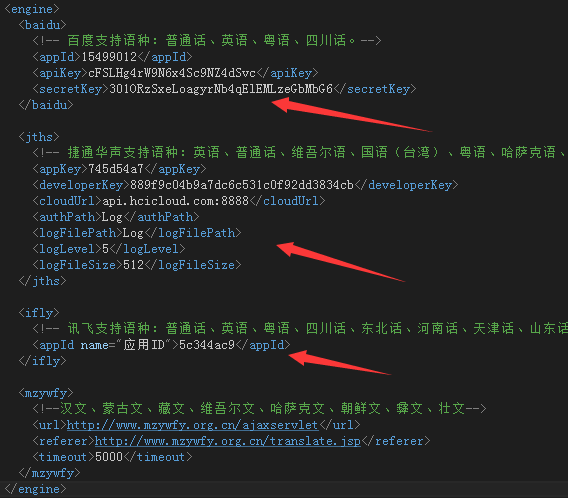 <engine>
<baidu>
<!-- 百度支持语种: 普通话、英语、粤语、四川话。-->
<appId>15499012</appId>
<apiKey>cFSLHg4rW9N6x4Sc9NZ4dSvc</apiKey>
<secretKey>301ORzSxeLoagyrNb4qElEMLzeGbMbG6</secretKey>
</baidu>
<jths>
<!-- 捷通华声支持语种: 英语、普通话、维吾尔语、国语（台湾）、粤语、哈萨克语、
<appKey>745d54a7</appKey>
<developerKey>889f9c04b9a7dc6c531c0f92dd3834cb</developerKey>
<cloudUrl>api.hcicloud.com:8888</cloudUrl>
<authPath>Log</authPath>
<logFilePath>Log</logFilePath>
<logLevel>5</logLevel>
<logFileSize>512</logFileSize>
</jths>
<ifly>
<!-- 讯飞支持语种: 普通话、英语、粤语、四川话、东北话、河南话、天津话、山东话
<appId name="应用ID">5c344ac9</appId>
</ifly>
<mzywfy>
<!--汉文、蒙古文、藏文、维吾尔文、哈萨克文、朝鲜文、彝文、壮文-->
<url>http://www.mzywfy.org.cn/ajaxservlet</url>
<referer>http://www.mzywfy.org.cn/translate.jsp</referer>
<timeout>5000</timeout>
</mzywfy>
</engine>